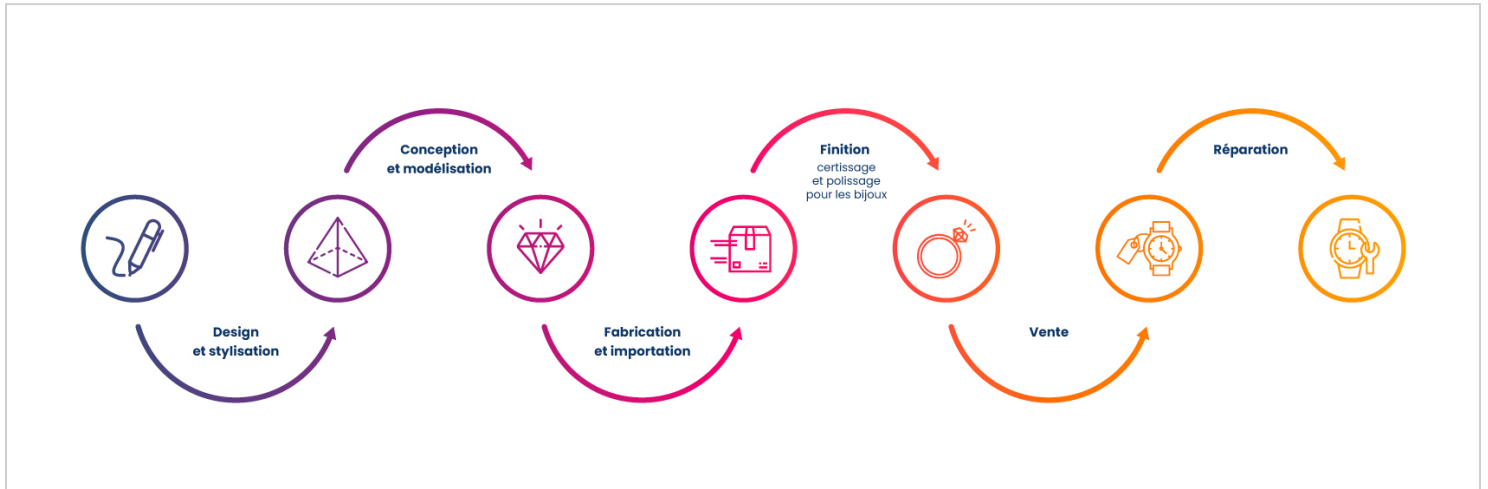 Design
et stylisation
Conception
et modélisation
Fabrication
et importation
Finition
certissage
et polissage
pour les bijoux
Vente
Réparation